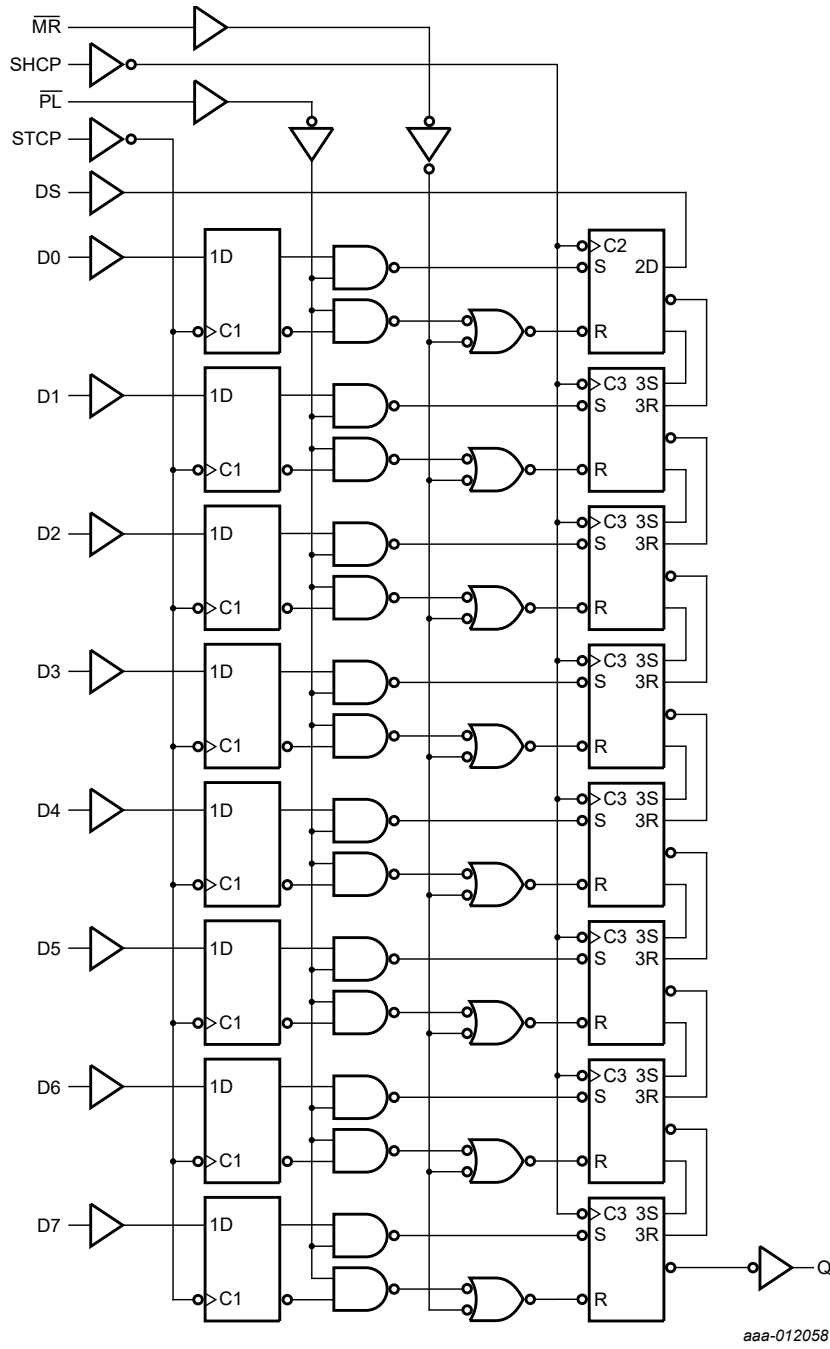 MR
SHCP
PL
STCP
DS
D0 1D C2
S 2D
C1 R
D1 1D C3 3S
S 3R
C1 R
D2 1D C3 3S
S 3R
C1 R
D3 1D C3 3S
S 3R
C1 R
D4 1D C3 3S
S 3R
C1 R
D5 1D C3 3S
S 3R
C1 R
D6 1D C3 3S
S 3R
C1 R
D7 1D C3 3S
S 3R
Q
C1 R
aaa-012058